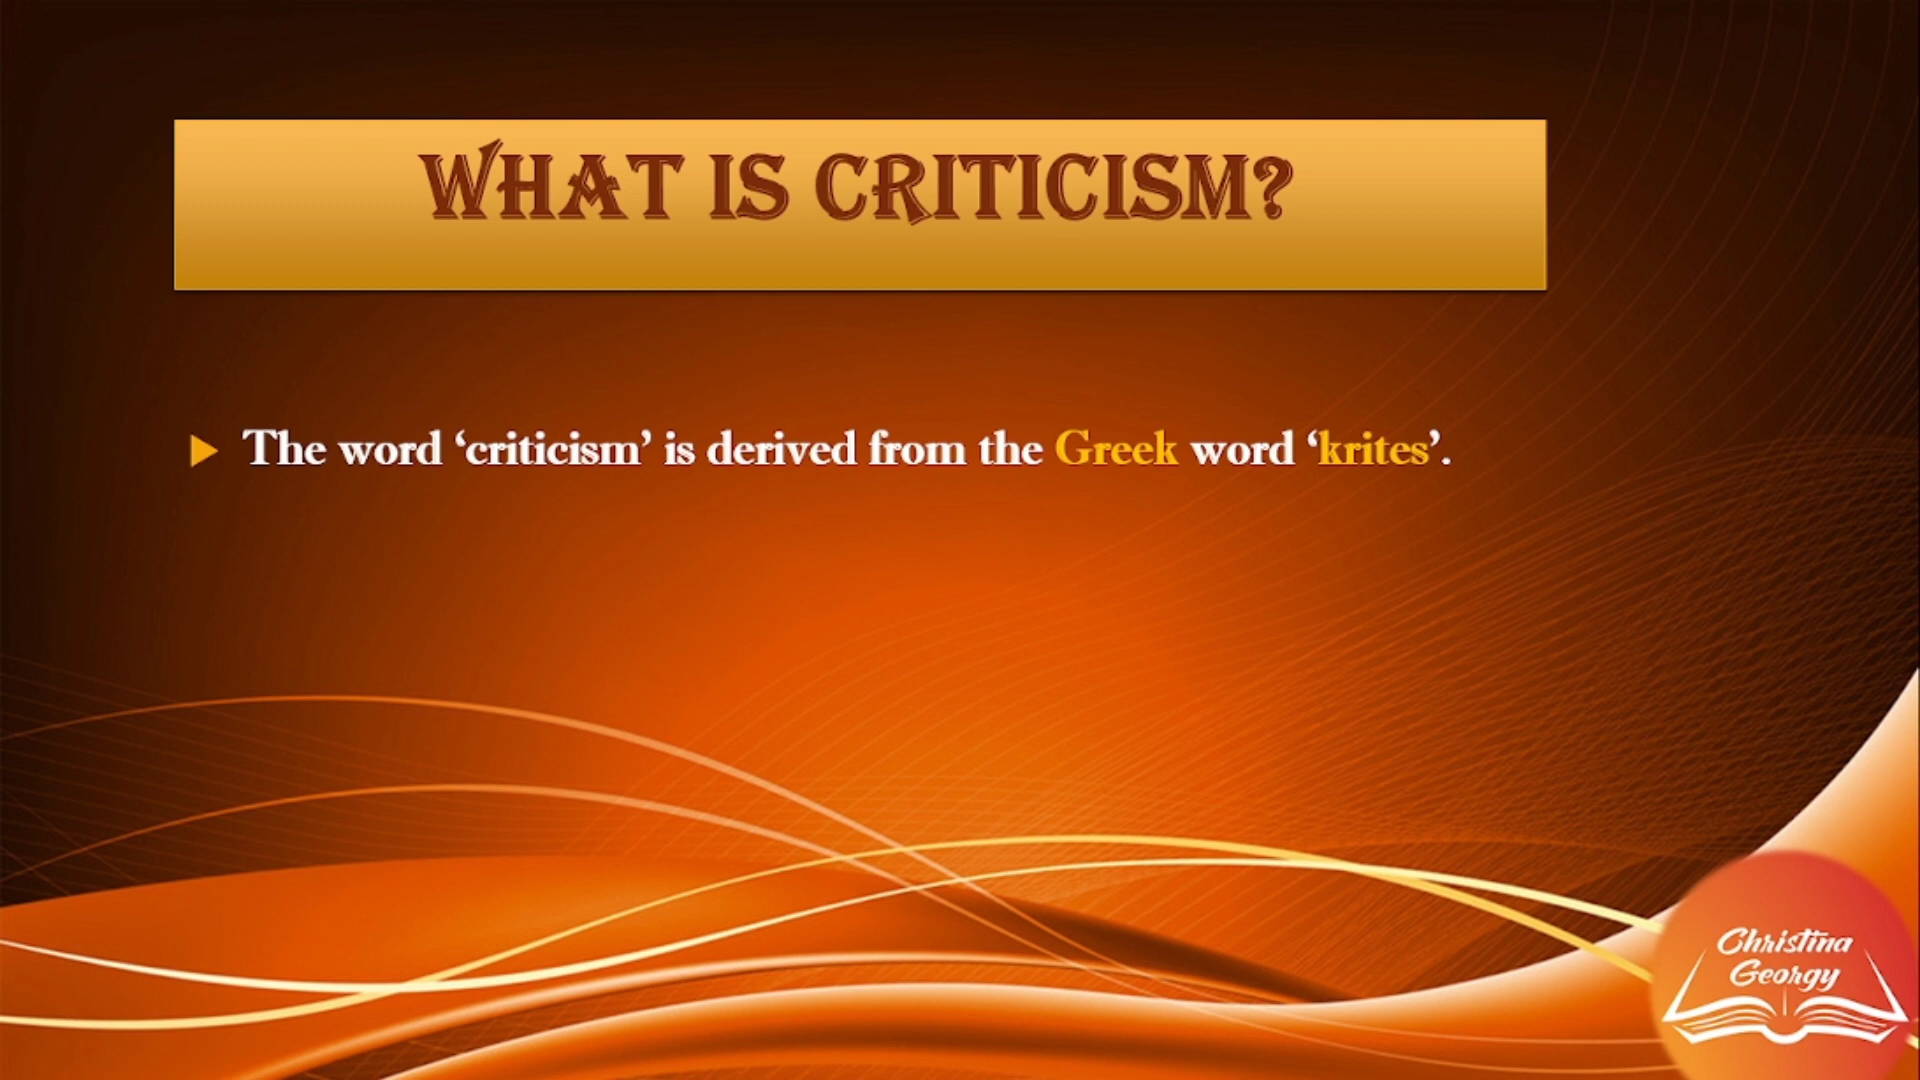 WHAT IS CRITICISM?
The word ‘criticism’ is derived from the Greek word ‘krites’.
Christina
Georgy